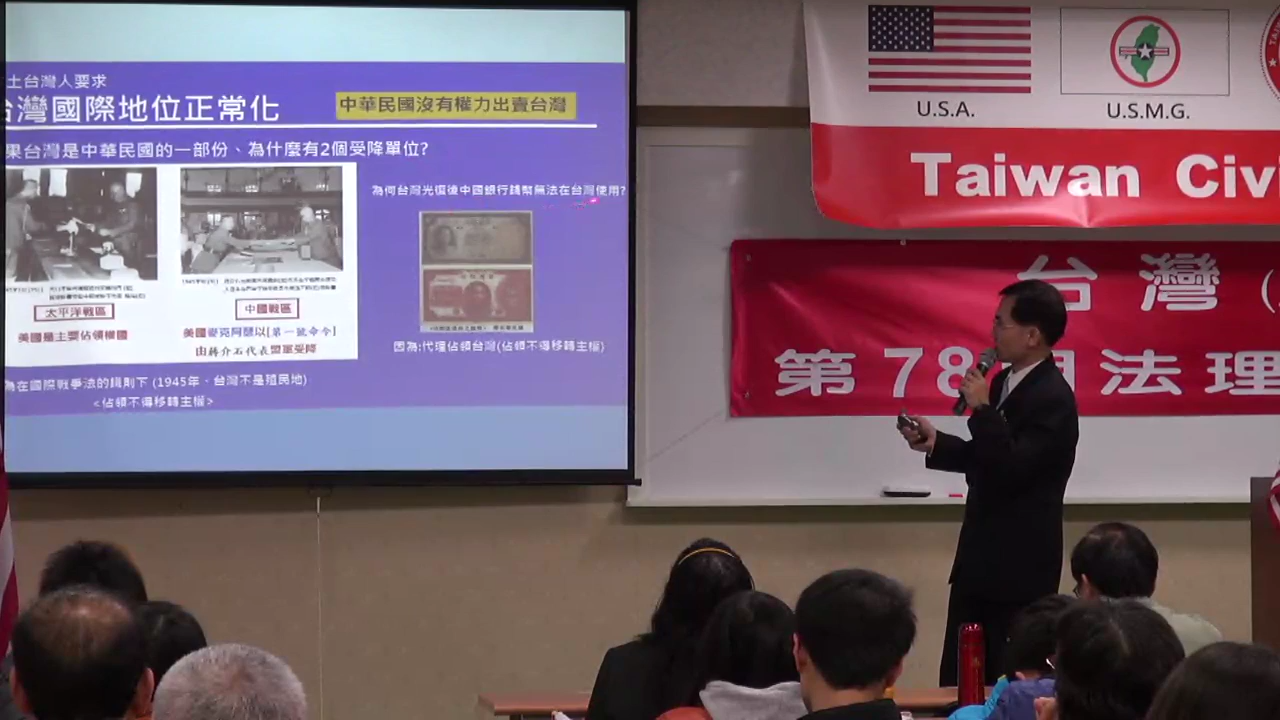 土台灣人要求
台灣國際地位正常化
中華民國沒有權力出賣台灣
果台灣是中華民國的一部份、為什麼有2個受降單位?
為何台灣光復後中國銀行錢幣無法在台灣使用?
太平洋戰區
中國戰區
美國是主要佔領權國
美國麥克阿瑟以[第一號命令]
由蔣介石代表盟軍受降
因為:代理佔領台灣(佔領不得移轉主權)
為在國際戰爭法的規則下 (1945年、台灣不是殖民地)
<佔領不得移轉主權>
U.S.A.
U.S.M.G.
Taiwan Civ
台灣(
第78期法理